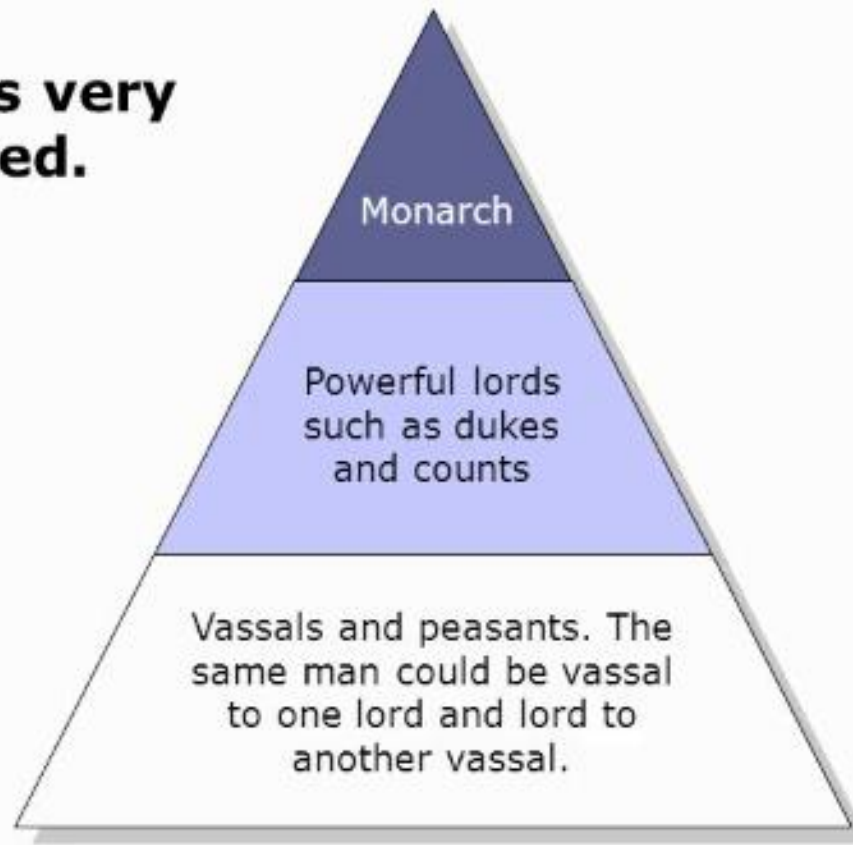 s very
ed.
Monarch
Powerful lords
such as dukes
and counts
Vassals and peasants. The
same man could be vassal
to one lord and lord to
another vassal.